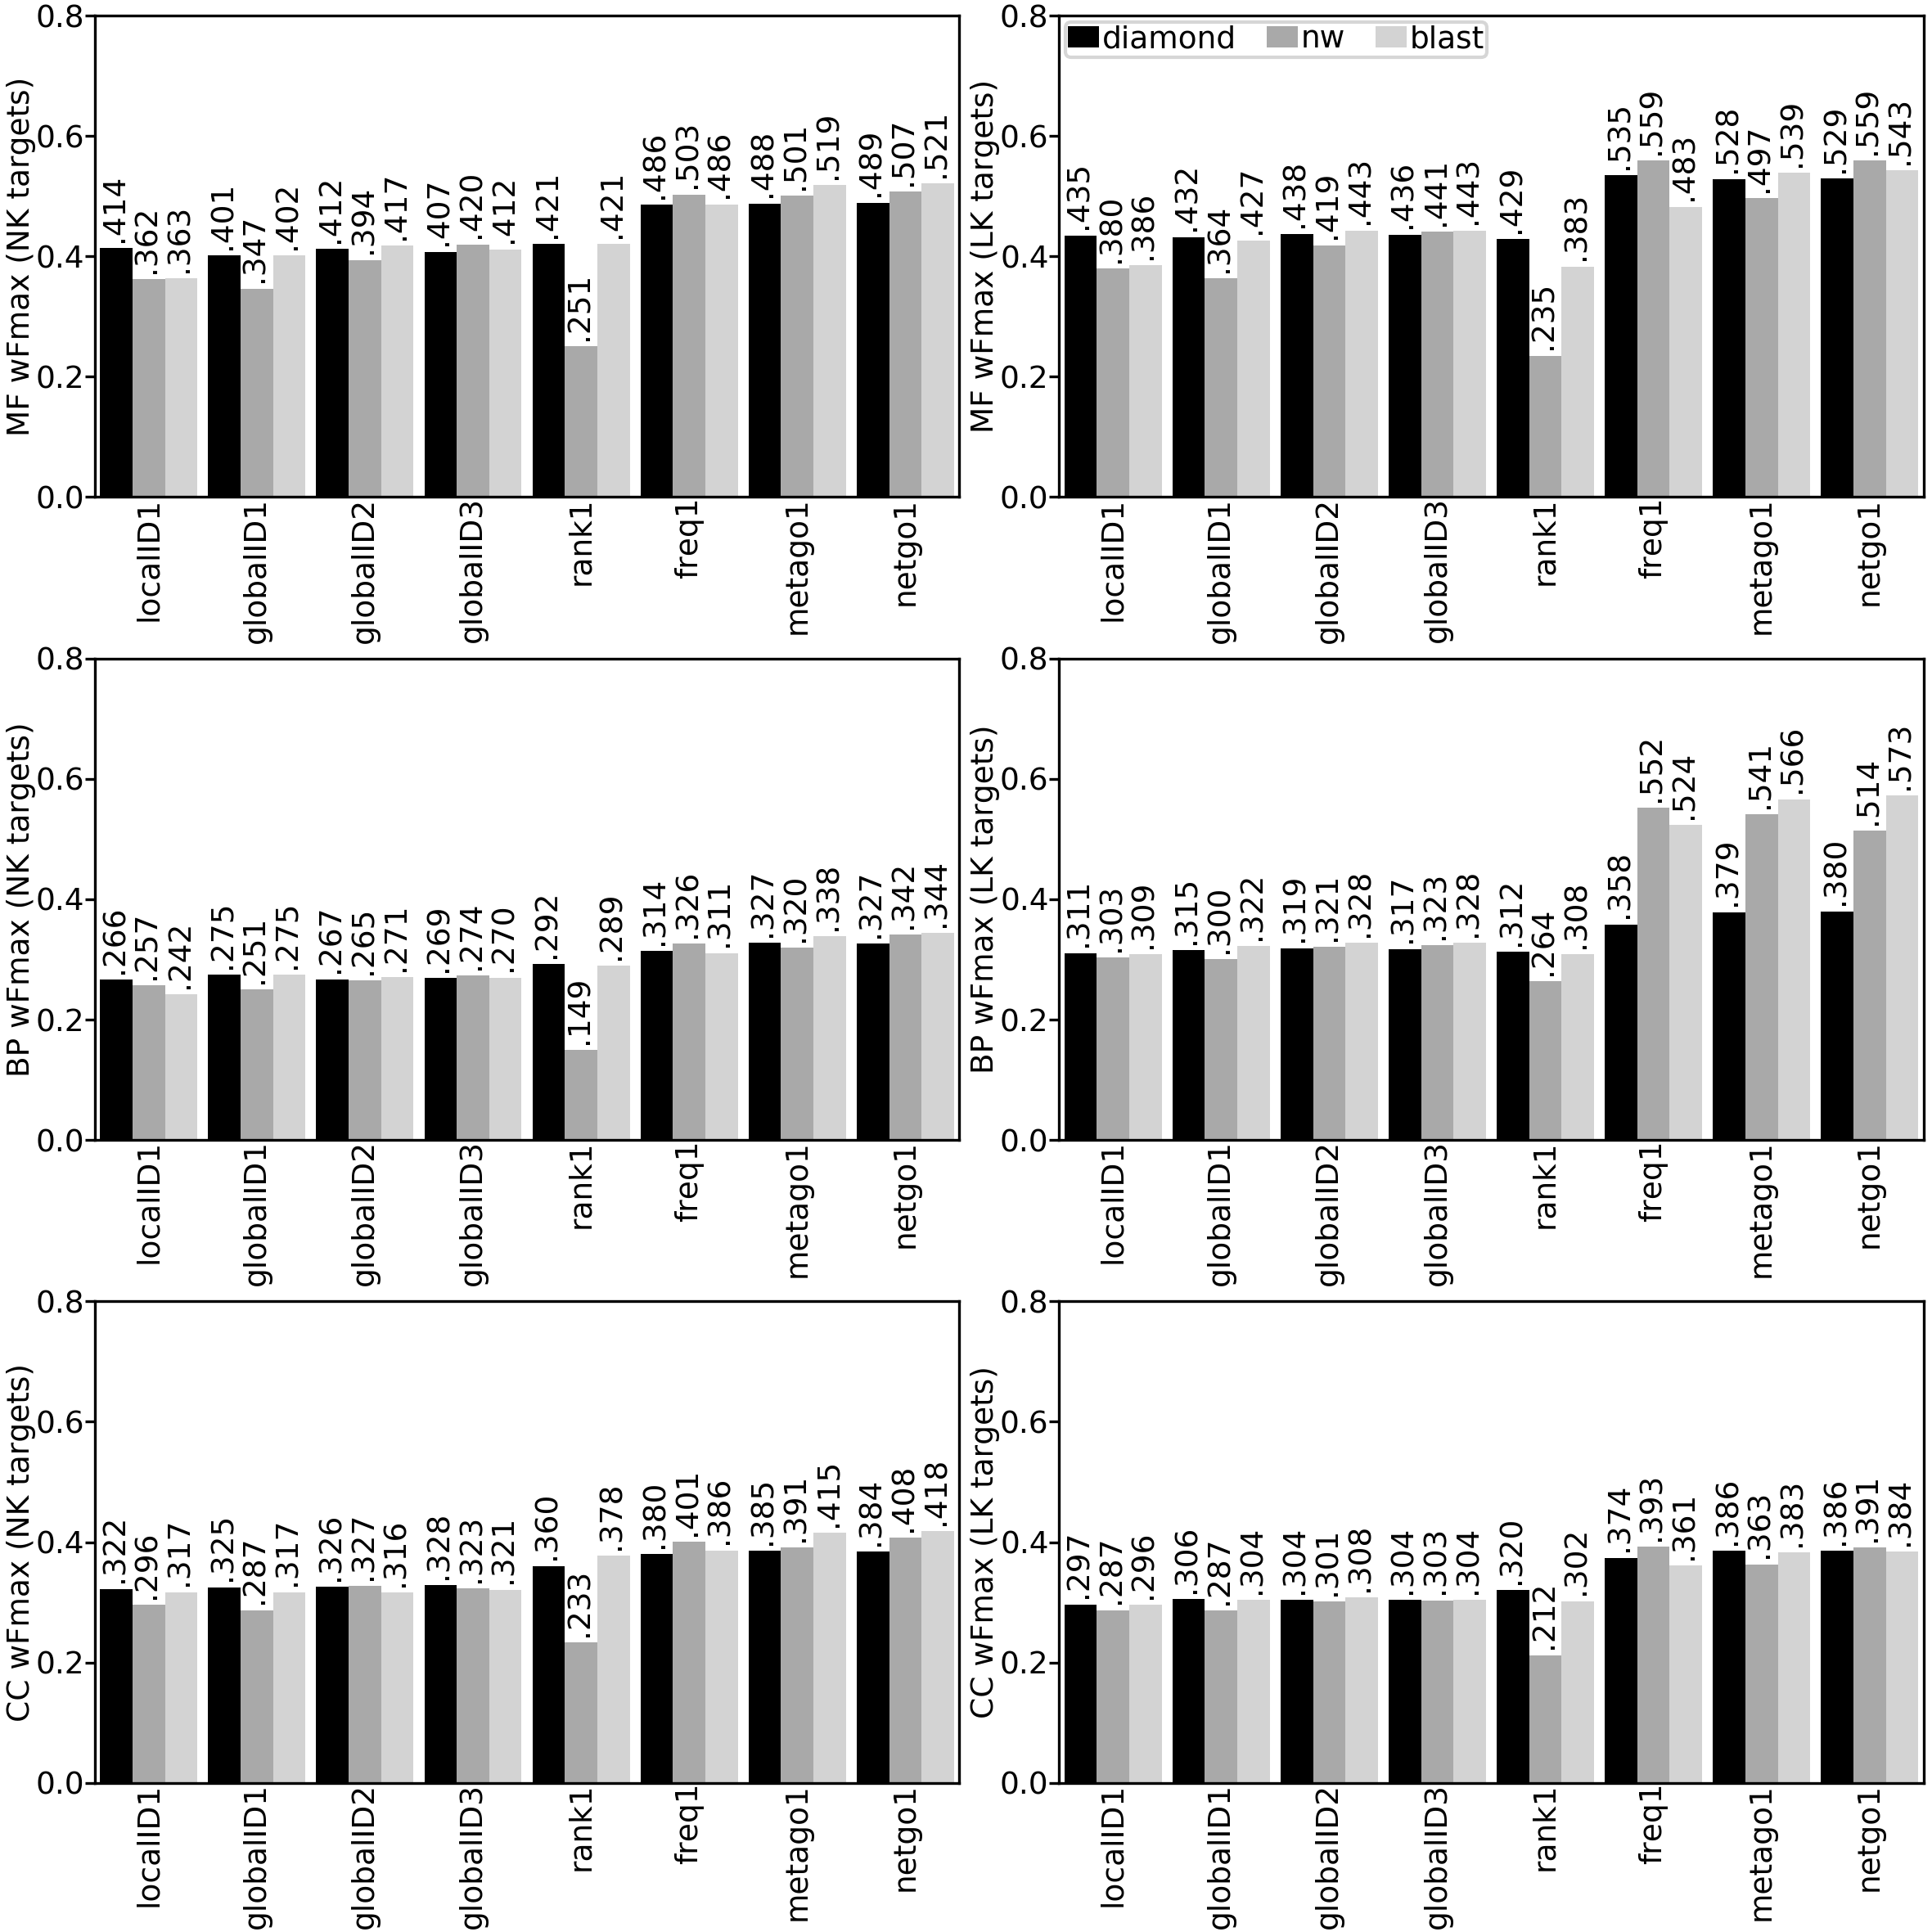 MF wFmax (NK targets)
0.8
0.6
0.4
0.2
0.0
.414 .362 .363 .401 .347 .402 .412 .394 .417 .407 .420 .412 .421 .251 .421 .486 .503 .486 .488 .501 .519 .489 .507 .521
localID1 globalID1 globalID2 globalID3 rank1 freq1 metago1 netgo1
MF wFmax (LK targets)
0.8
0.6
0.4
0.2
0.0
diamond nw blast
.435 .380 .386 .432 .364 .427 .438 .419 .443 .436 .441 .443 .429 .235 .383 .535 .559 .483 .528 .497 .539 .529 .559 .543
localID1 globalID1 globalID2 globalID3 rank1 freq1 metago1 netgo1
BP wFmax (NK targets)
0.8
0.6
0.4
0.2
0.0
.266 .257 .242 .275 .251 .275 .267 .265 .271 .269 .274 .270 .292 .149 .289 .314 .326 .311 .327 .320 .338 .327 .342 .344
localID1 globalID1 globalID2 globalID3 rank1 freq1 metago1 netgo1
BP wFmax (LK targets)
0.8
0.6
0.4
0.2
0.0
.311 .303 .309 .315 .300 .322 .319 .321 .328 .317 .323 .328 .312 .264 .308 .358 .552 .524 .379 .541 .566 .380 .514 .573
localID1 globalID1 globalID2 globalID3 rank1 freq1 metago1 netgo1
CC wFmax (NK targets)
0.8
0.6
0.4
0.2
0.0
.322 .296 .317 .325 .287 .317 .326 .327 .316 .328 .323 .321 .360 .233 .378 .380 .401 .386 .385 .391 .415 .384 .408 .418
localID1 globalID1 globalID2 globalID3 rank1 freq1 metago1 netgo1
CC wFmax (LK targets)
0.8
0.6
0.4
0.2
0.0
.297 .287 .296 .306 .287 .304 .304 .301 .308 .304 .303 .304 .320 .212 .302 .374 .393 .361 .386 .363 .383 .386 .391 .384
localID1 globalID1 globalID2 globalID3 rank1 freq1 metago1 netgo1